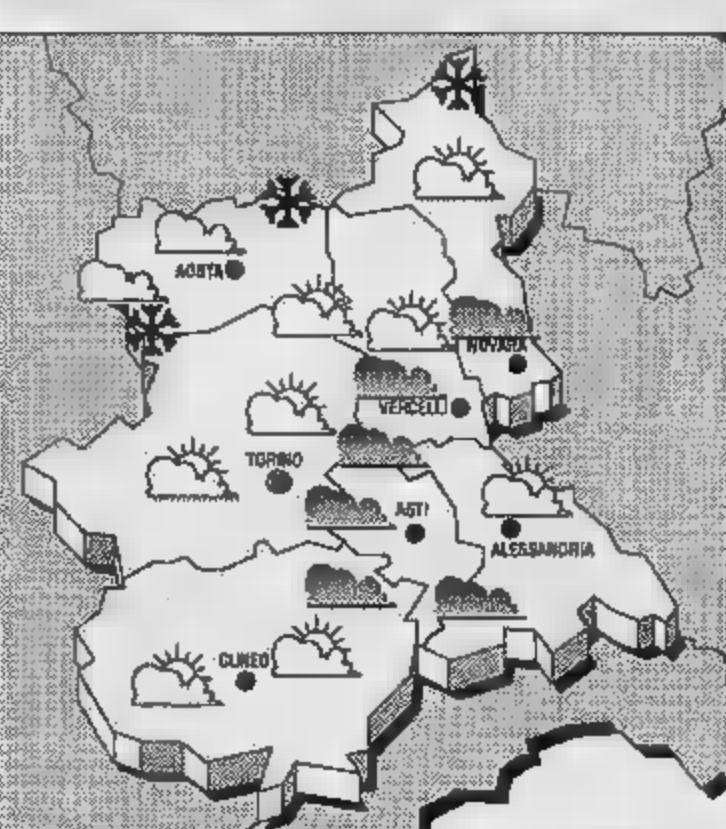 AOSTA
NOVARA
VERCELLI
TORINO
ASTI
ALESSANDRIA
CUNEO